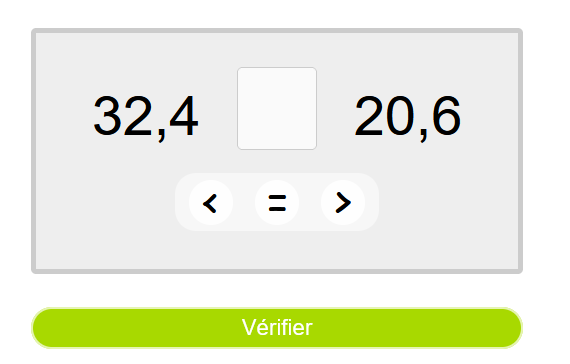 32,4 20,6
< = >
Vérifier